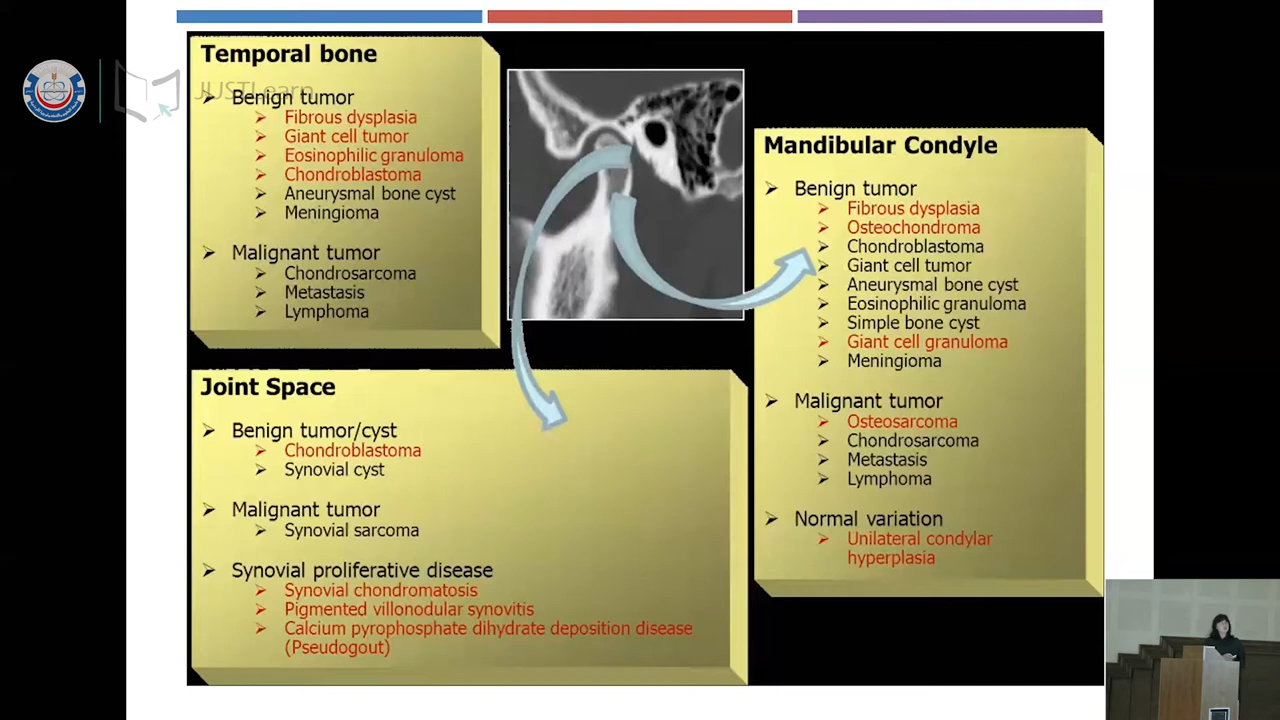 JUSTLearn
Temporal bone
Benign tumor
Fibrous dysplasia
Giant cell tumor
Eosinophilic granuloma
Chondroblastoma
Aneurysmal bone cyst
Meningioma
Malignant tumor
Chondrosarcoma
Metastasis
Lymphoma
Joint Space
Benign tumor/cyst
Chondroblastoma
Synovial cyst
Malignant tumor
Synovial sarcoma
Synovial proliferative disease
Synovial chondromatosis
Pigmented villonodular synovitis
Calcium pyrophosphate dihydrate deposition disease
(Pseudogout)
Mandibular Condyle
Benign tumor
Fibrous dysplasia
Osteochondroma
Chondroblastoma
Giant cell tumor
Aneurysmal bone cyst
Eosinophilic granuloma
Simple bone cyst
Giant cell granuloma
Meningioma
Malignant tumor
Osteosarcoma
Chondrosarcoma
Metastasis
Lymphoma
Normal variation
Unilateral condylar
hyperplasia